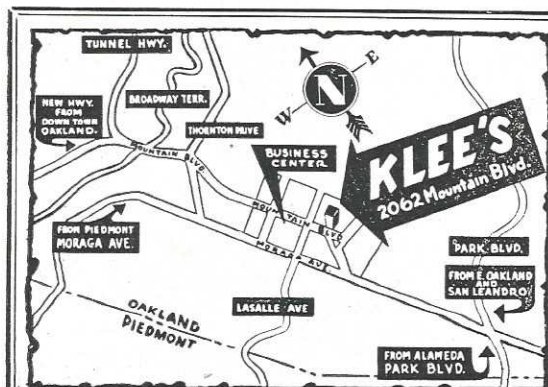 TUNNEL HWY.
BROADWAY TERR.
NEW HWY.
FROM
DOWN TOWN
OAKLAND.
THORNTON DRIVE
MOUNTAIN BLVD.
BUSINESS
CENTER
N
E
W
KLEE'S
2062 Mountain Blvd.
MOUNTAIN BLVD
MORAGA AVE.
FROM PIEDMONT
MORAGA AVE.
PARK BLVD.
FROM E. OAKLAND
AND
SAN LEANDRO
LASALLE AVE
OAKLAND
PIEDMONT
FROM ALAMEDA
PARK BLVD.